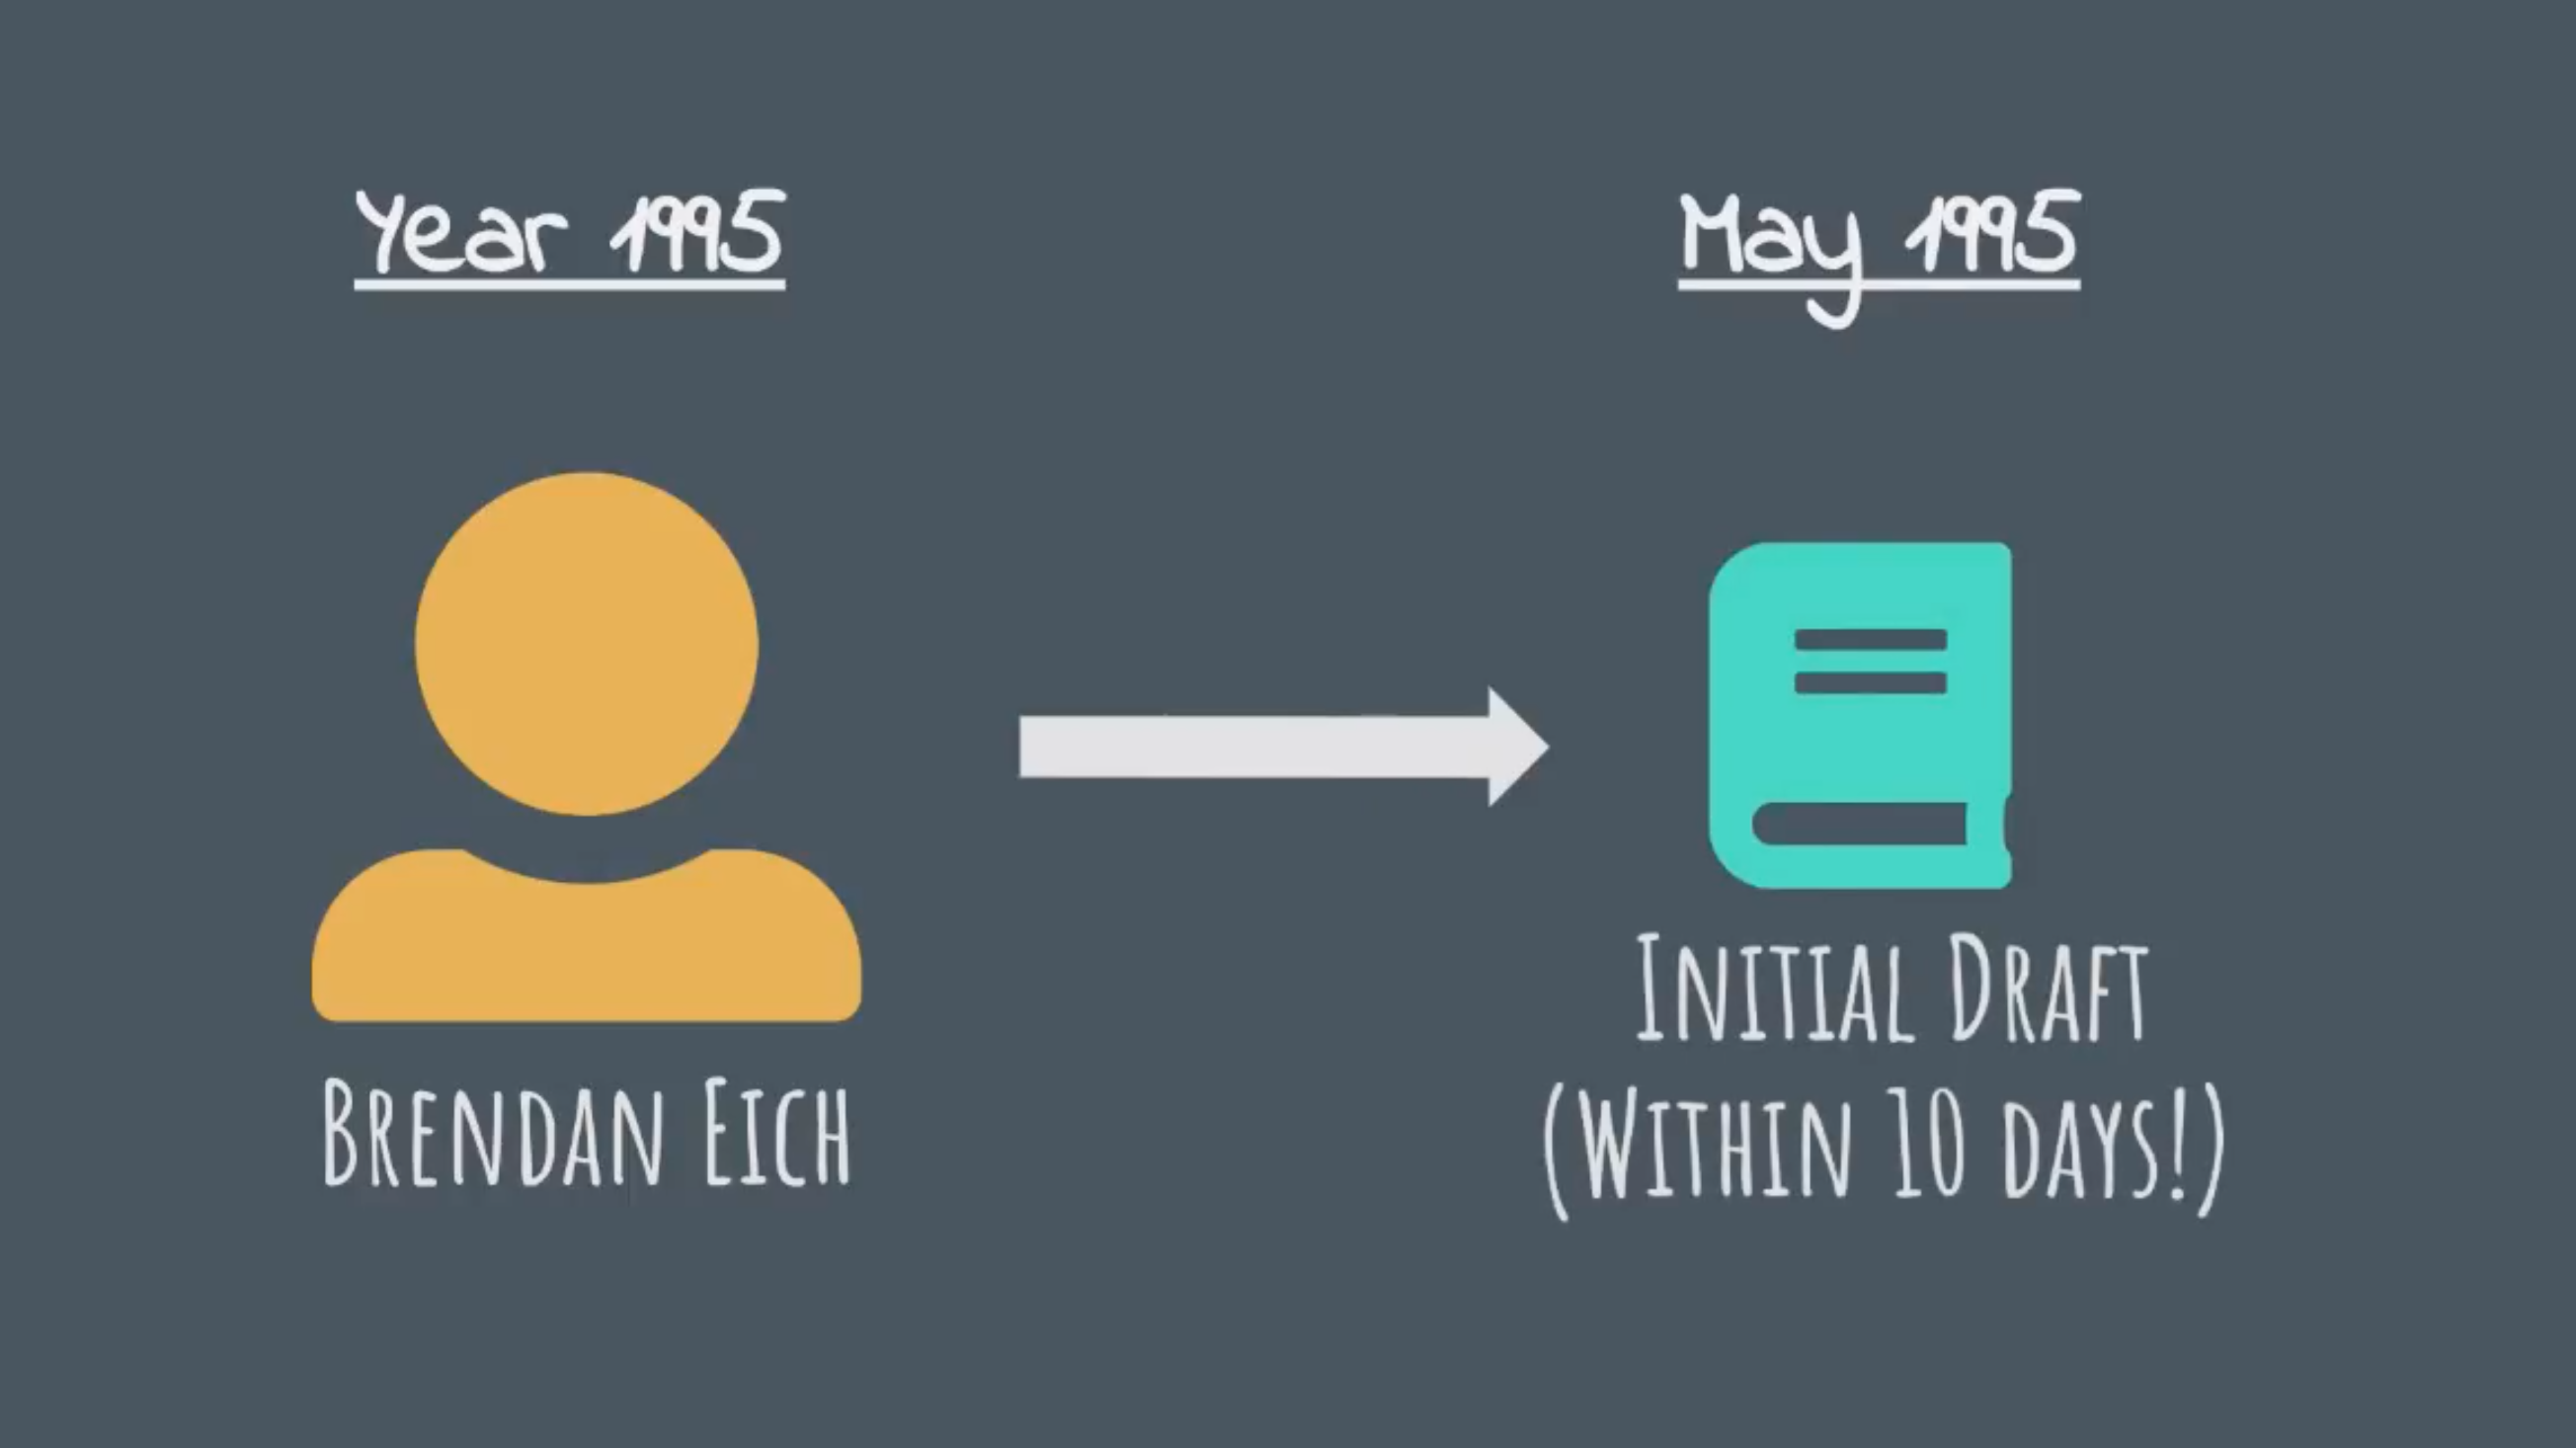 Year 1995
May 1995
Brendan Eich
Initial Draft
(Within 10 days!)